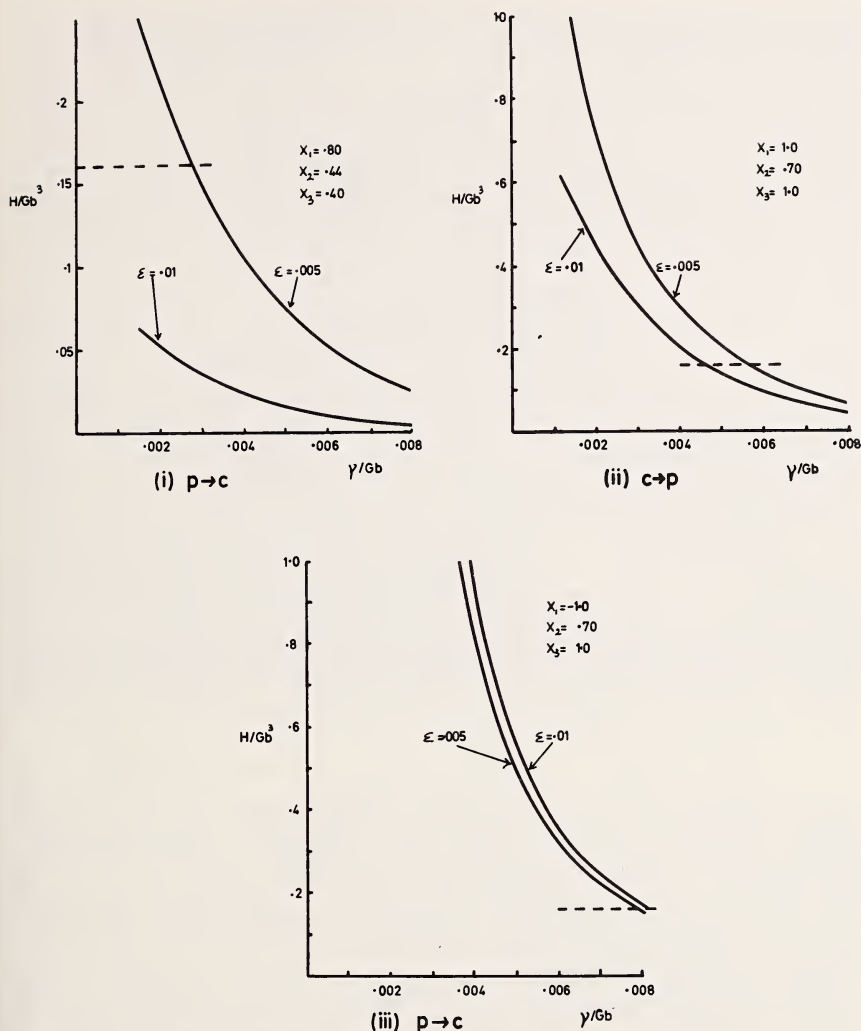 ·2
·15
H/Gb³
·1
·05
·002
·004
·006
·008
γ/Gb
X₁= ·80
X₂= ·44
X₃= ·40
Ɛ= ·01
Ɛ= ·005
(i) p→c
1·0
·8
·6
H/Gb³
·4
·2
·002
·004
·006
·008
γ/Gb
X₁= 1·0
X₂= ·70
X₃= 1·0
Ɛ= ·01
Ɛ= ·005
(ii) c→p
1·0
·8
·6
H/Gb³
·4
·2
·002
·004
·006
·008
γ/Gb
X₁= -1·0
X₂= ·70
X₃= 1·0
Ɛ=·005
Ɛ=·01
(iii) p→c